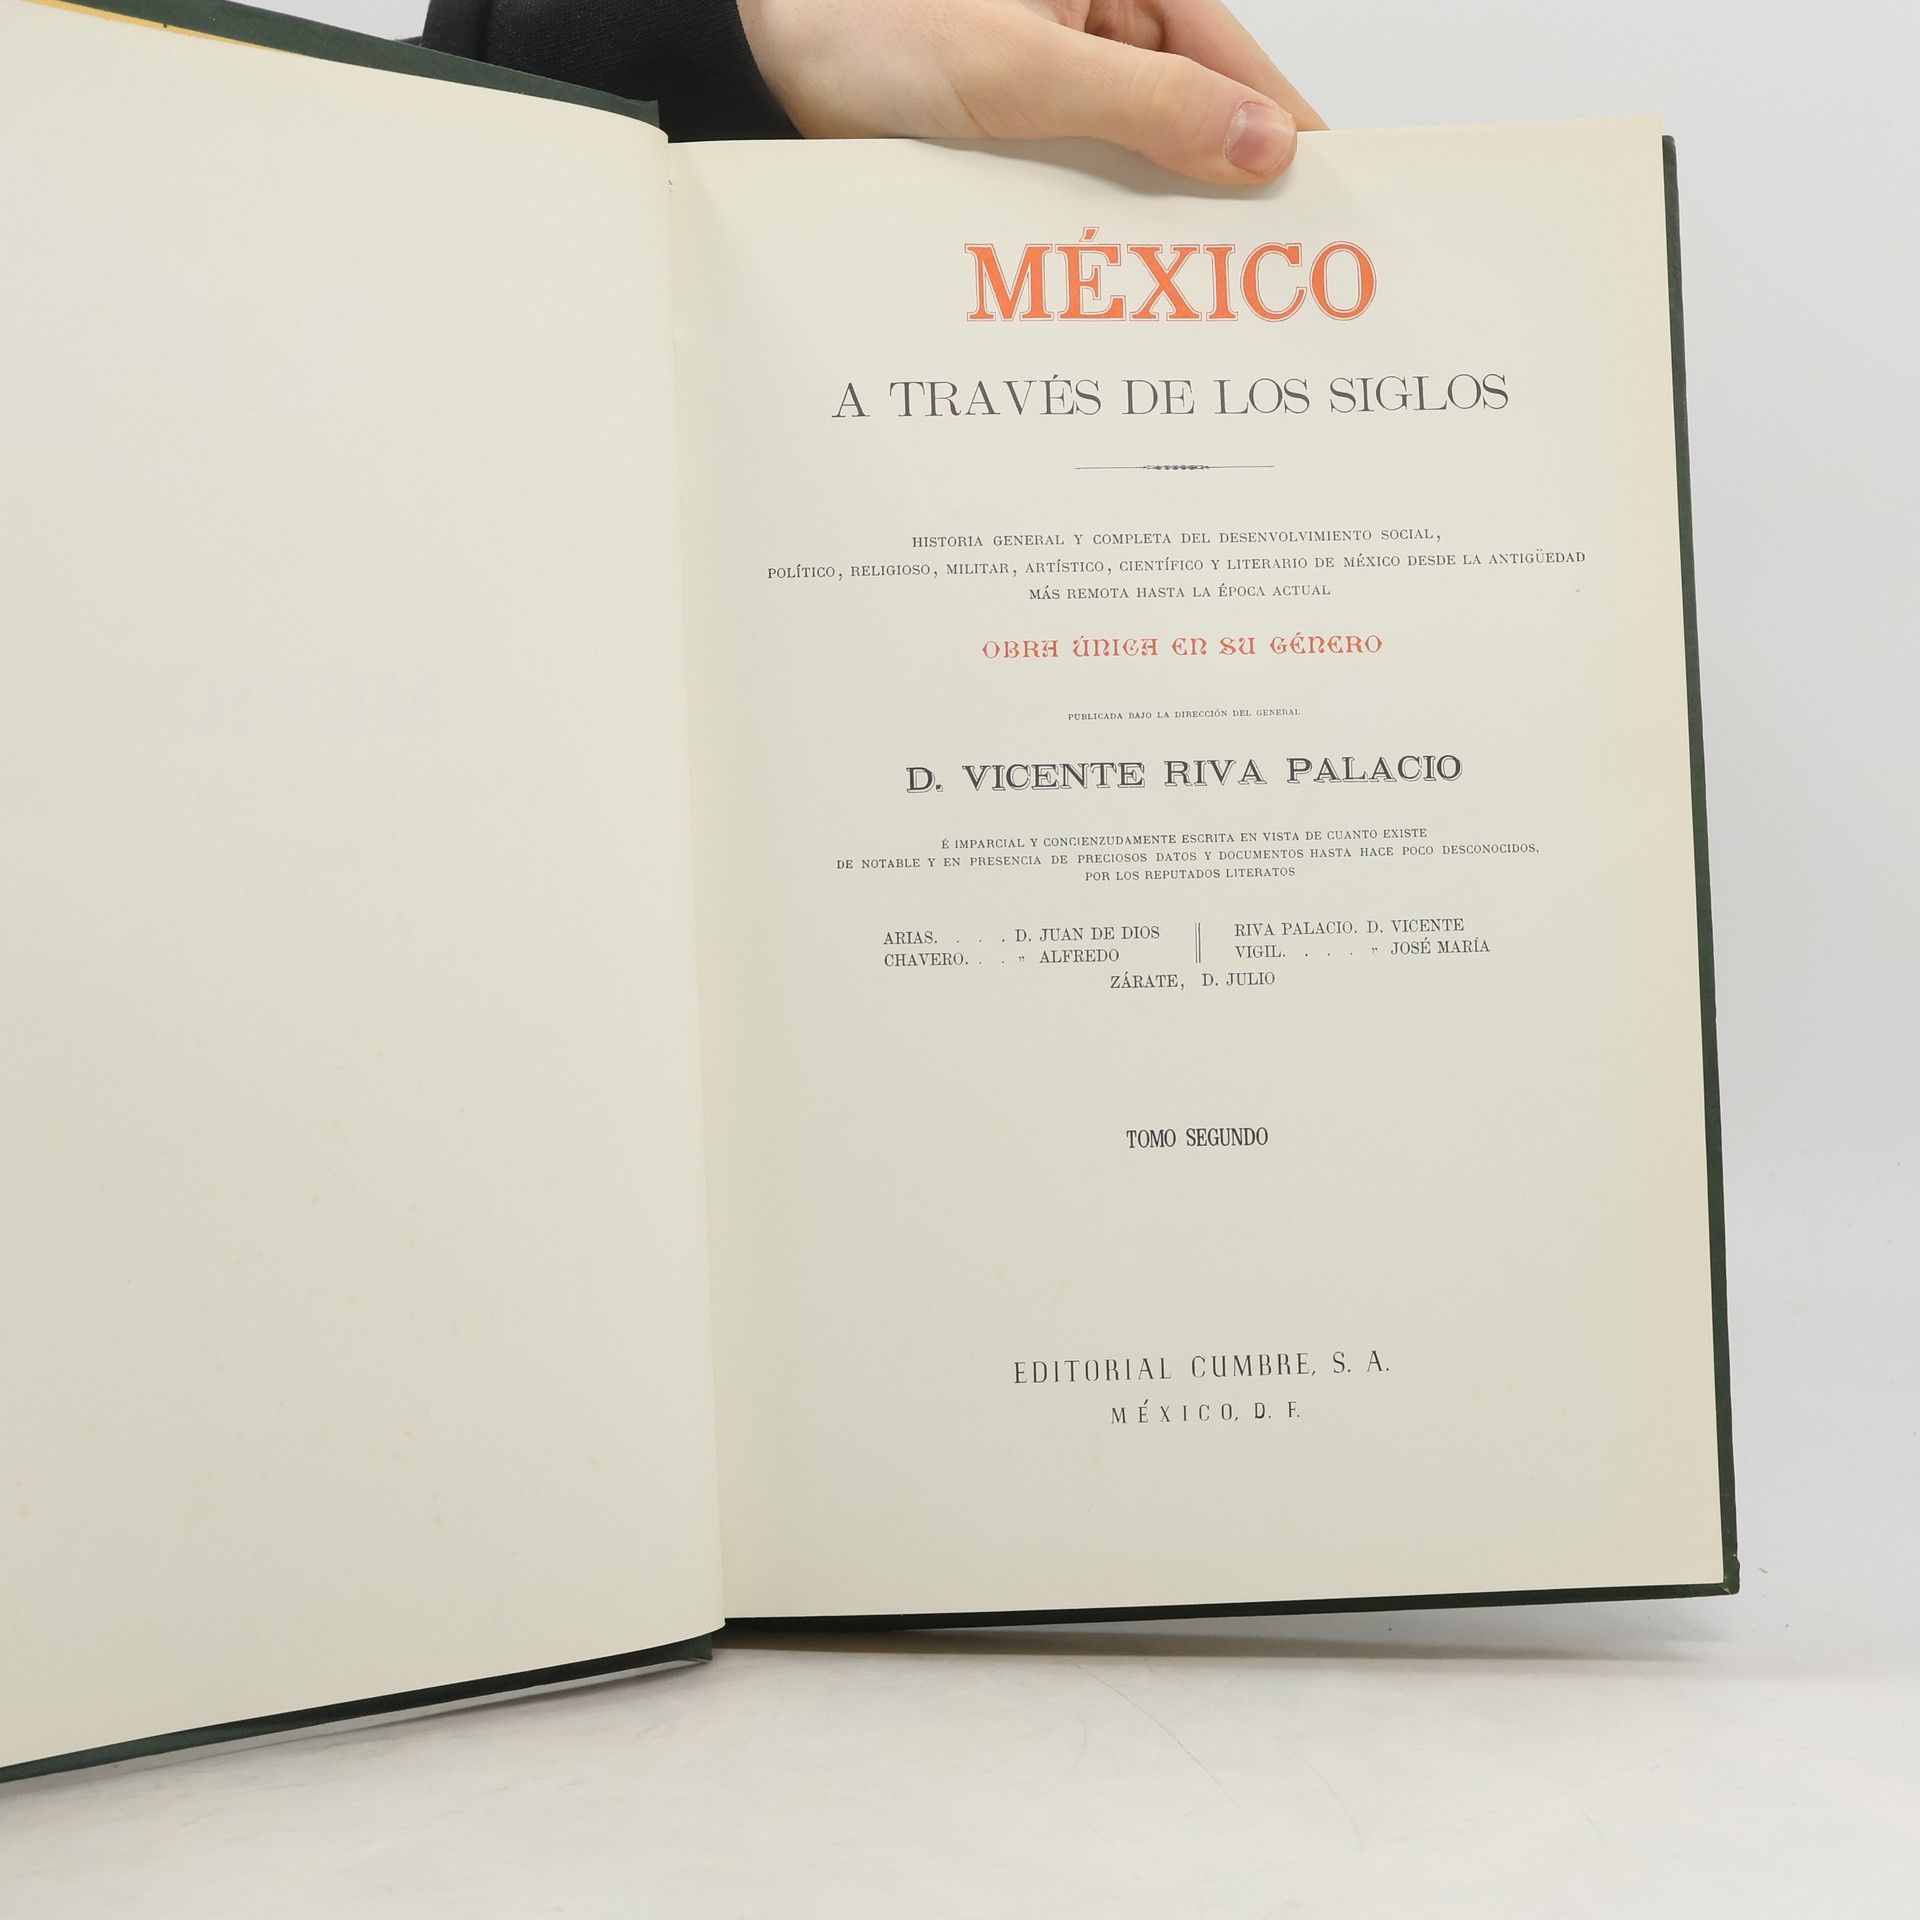 MÉXICO
A TRAVÉS DE LOS SIGLOS
HISTORIA GENERAL Y COMPLETA DEL DESENVOLVIMIENTO SOCIAL,
POLÍTICO, RELIGIOSO, MILITAR, ARTÍSTICO, CIENTÍFICO Y LITERARIO DE MÉXICO DESDE LA ANTIGÜEDAD
MÁS REMOTA HASTA LA ÉPOCA ACTUAL
OBRA ÚNICA EN SU GÉNERO
PUBLICADA BAJO LA DIRECCIÓN DEL GENERAL
D. VICENTE RIVA PALACIO
É IMPARCIAL Y CONCIENZUDAMENTE ESCRITA EN VISTA DE CUANTO EXISTE
DE NOTABLE Y EN PRESENCIA DE PRECIOSOS DATOS Y DOCUMENTOS HASTA HACE POCO DESCONOCIDOS,
POR LOS REPUTADOS LITERATOS
ARIAS. . . . D. JUAN DE DIOS
CHAVERO. . . „ ALFREDO
RIVA PALACIO. D. VICENTE
VIGIL. . . . „ JOSÉ MARÍA
ZÁRATE, D. JULIO
TOMO SEGUNDO
EDITORIAL CUMBRE, S. A.
MÉXICO, D. F.